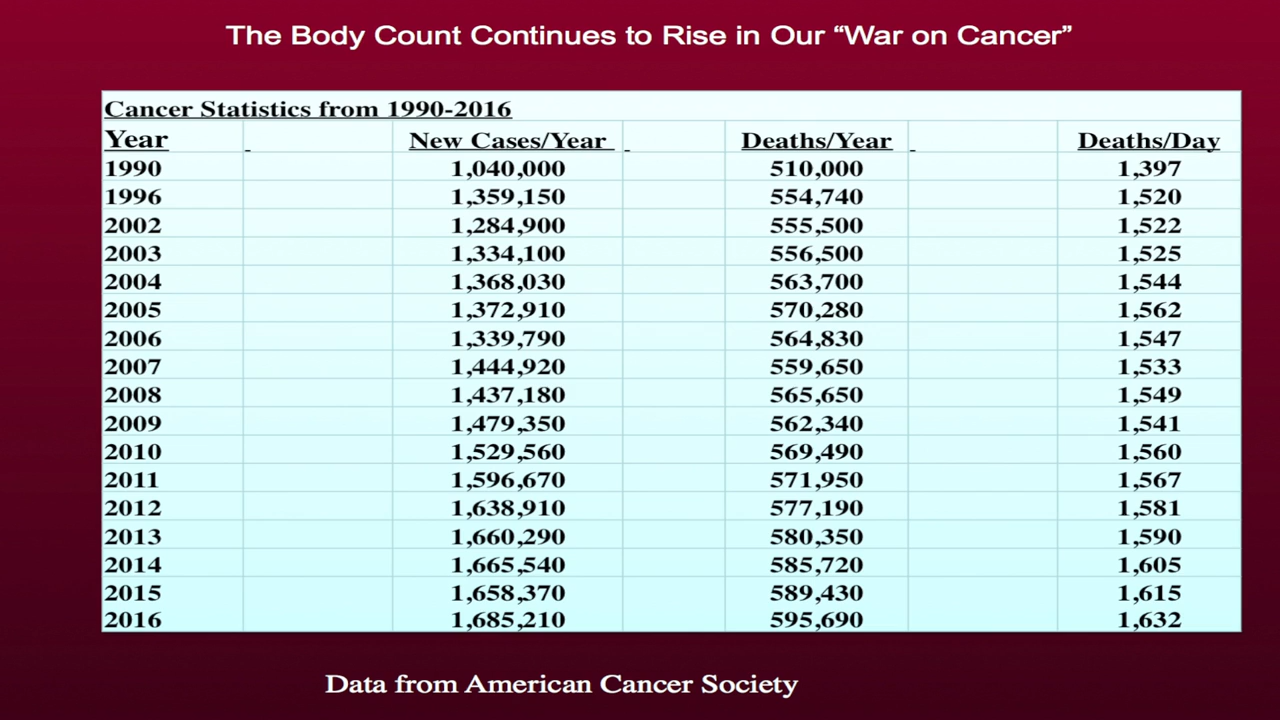 The Body Count Continues to Rise in Our “War on Cancer”
Cancer Statistics from 1990-2016
Year New Cases/Year Deaths/Year Deaths/Day
1990 1,040,000 510,000 1,397
1996 1,359,150 554,740 1,520
2002 1,284,900 555,500 1,522
2003 1,334,100 556,500 1,525
2004 1,368,030 563,700 1,544
2005 1,372,910 570,280 1,562
2006 1,339,790 564,830 1,547
2007 1,444,920 559,650 1,533
2008 1,437,180 565,650 1,549
2009 1,479,350 562,340 1,541
2010 1,529,560 569,490 1,560
2011 1,596,670 571,950 1,567
2012 1,638,910 577,190 1,581
2013 1,660,290 580,350 1,590
2014 1,665,540 585,720 1,605
2015 1,658,370 589,430 1,615
2016 1,685,210 595,690 1,632
Data from American Cancer Society